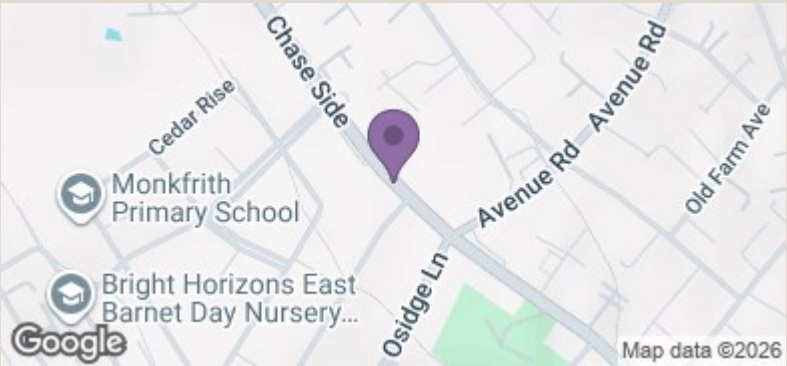 Chase Side
Avenue Rd
Cedar Rise
Old Farm Ave
Avenue Rd
Monkfrith
Primary School
Osidge Ln
Bright Horizons East
Barnet Day Nursery...
Google
Map data ©2026